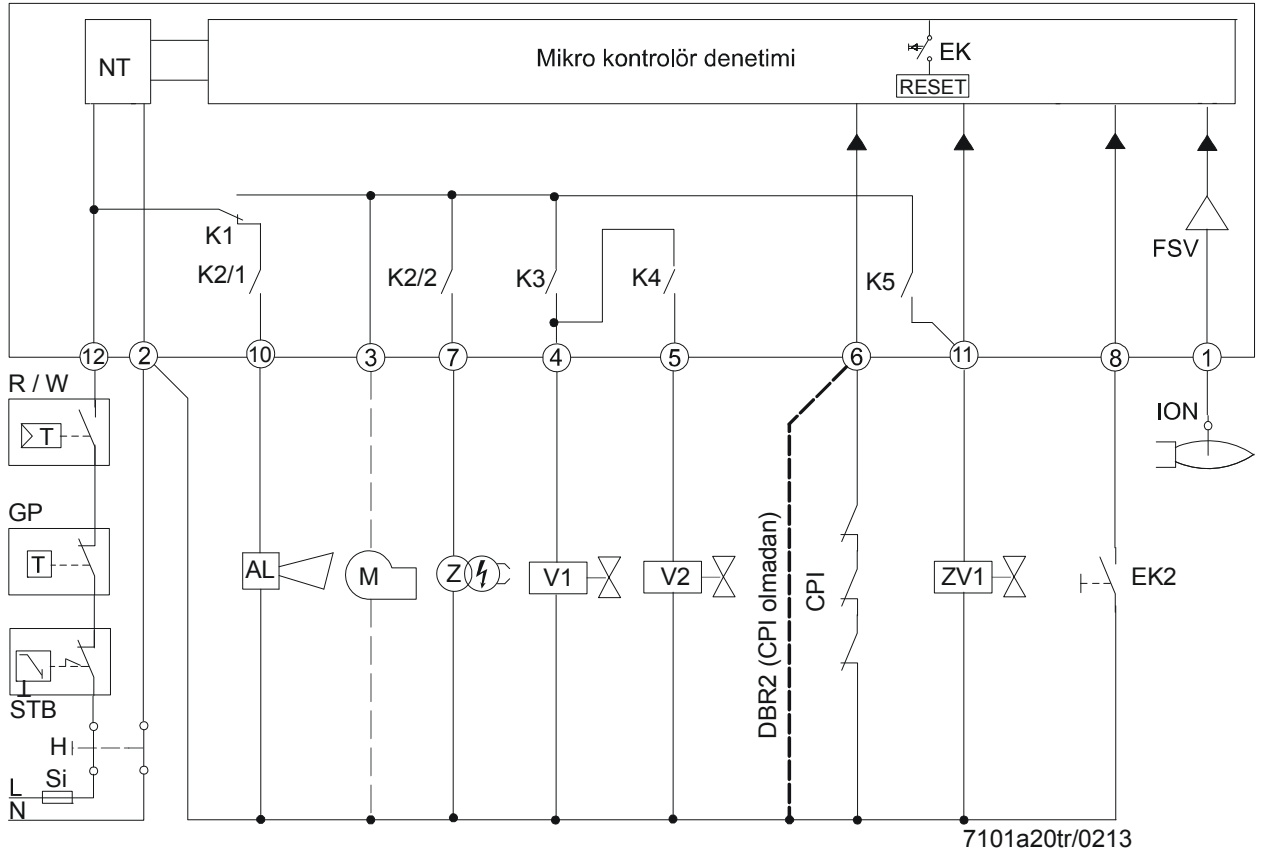 NT
Mikro kontrolör denetimi
EK
RESET
FSV
K1
K2/1
K2/2
K3
K4
K5
12
2
10
3
7
4
5
6
11
8
1
R / W
T
ION
GP
T
AL
M
Z
V1
V2
DBR2 (CPI olmadan)
CPI
ZV1
EK2
STB
H
Si
L
N
7101a20tr/0213